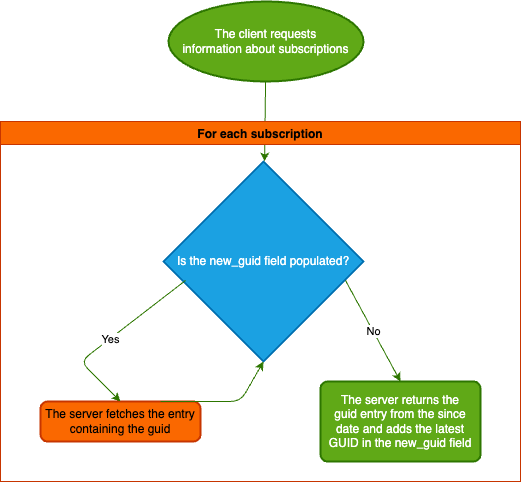 The client requests
information about subscriptions
For each subscription
Is the new_guid field populated?
Yes
No
The server fetches the entry
containing the guid
The server returns the
guid entry from the since
date and adds the latest
GUID in the new_guid field